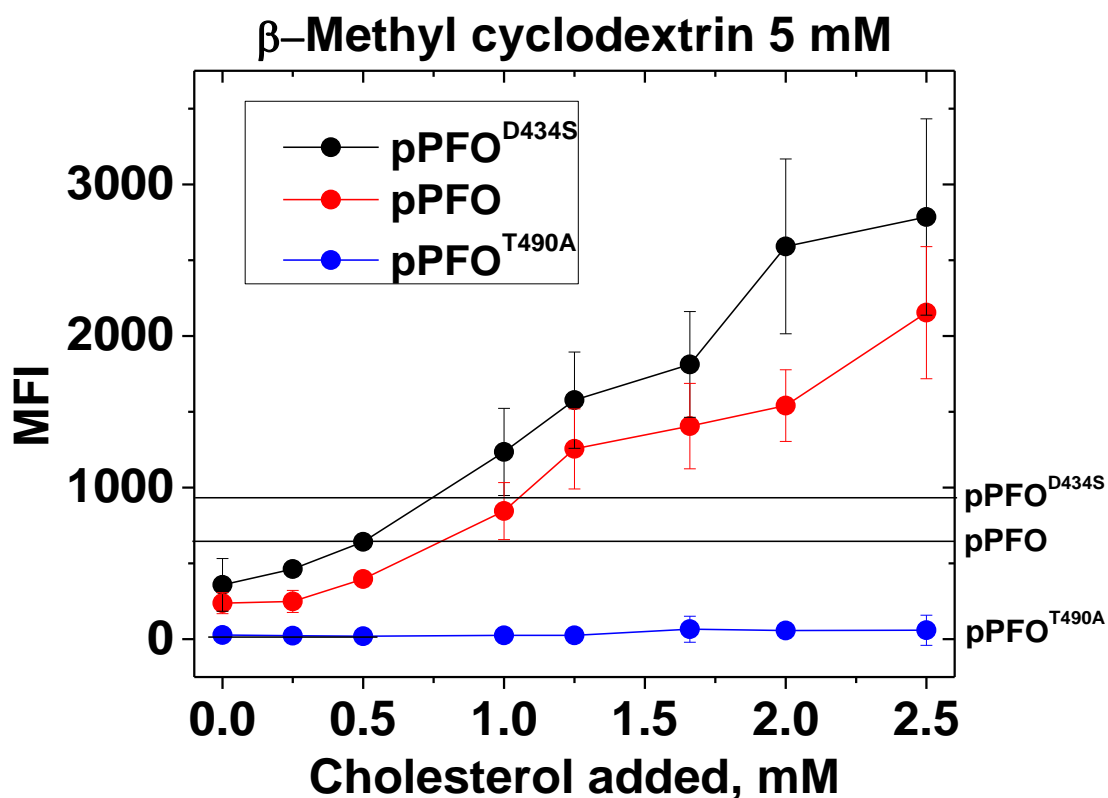 β–Methyl cyclodextrin 5 mM
pPFO^D434S
pPFO
pPFO^T490A
3000
2000
1000
0
MFI
pPFO^D434S
pPFO
pPFO^T490A
0.0 0.5 1.0 1.5 2.0 2.5
Cholesterol added, mM